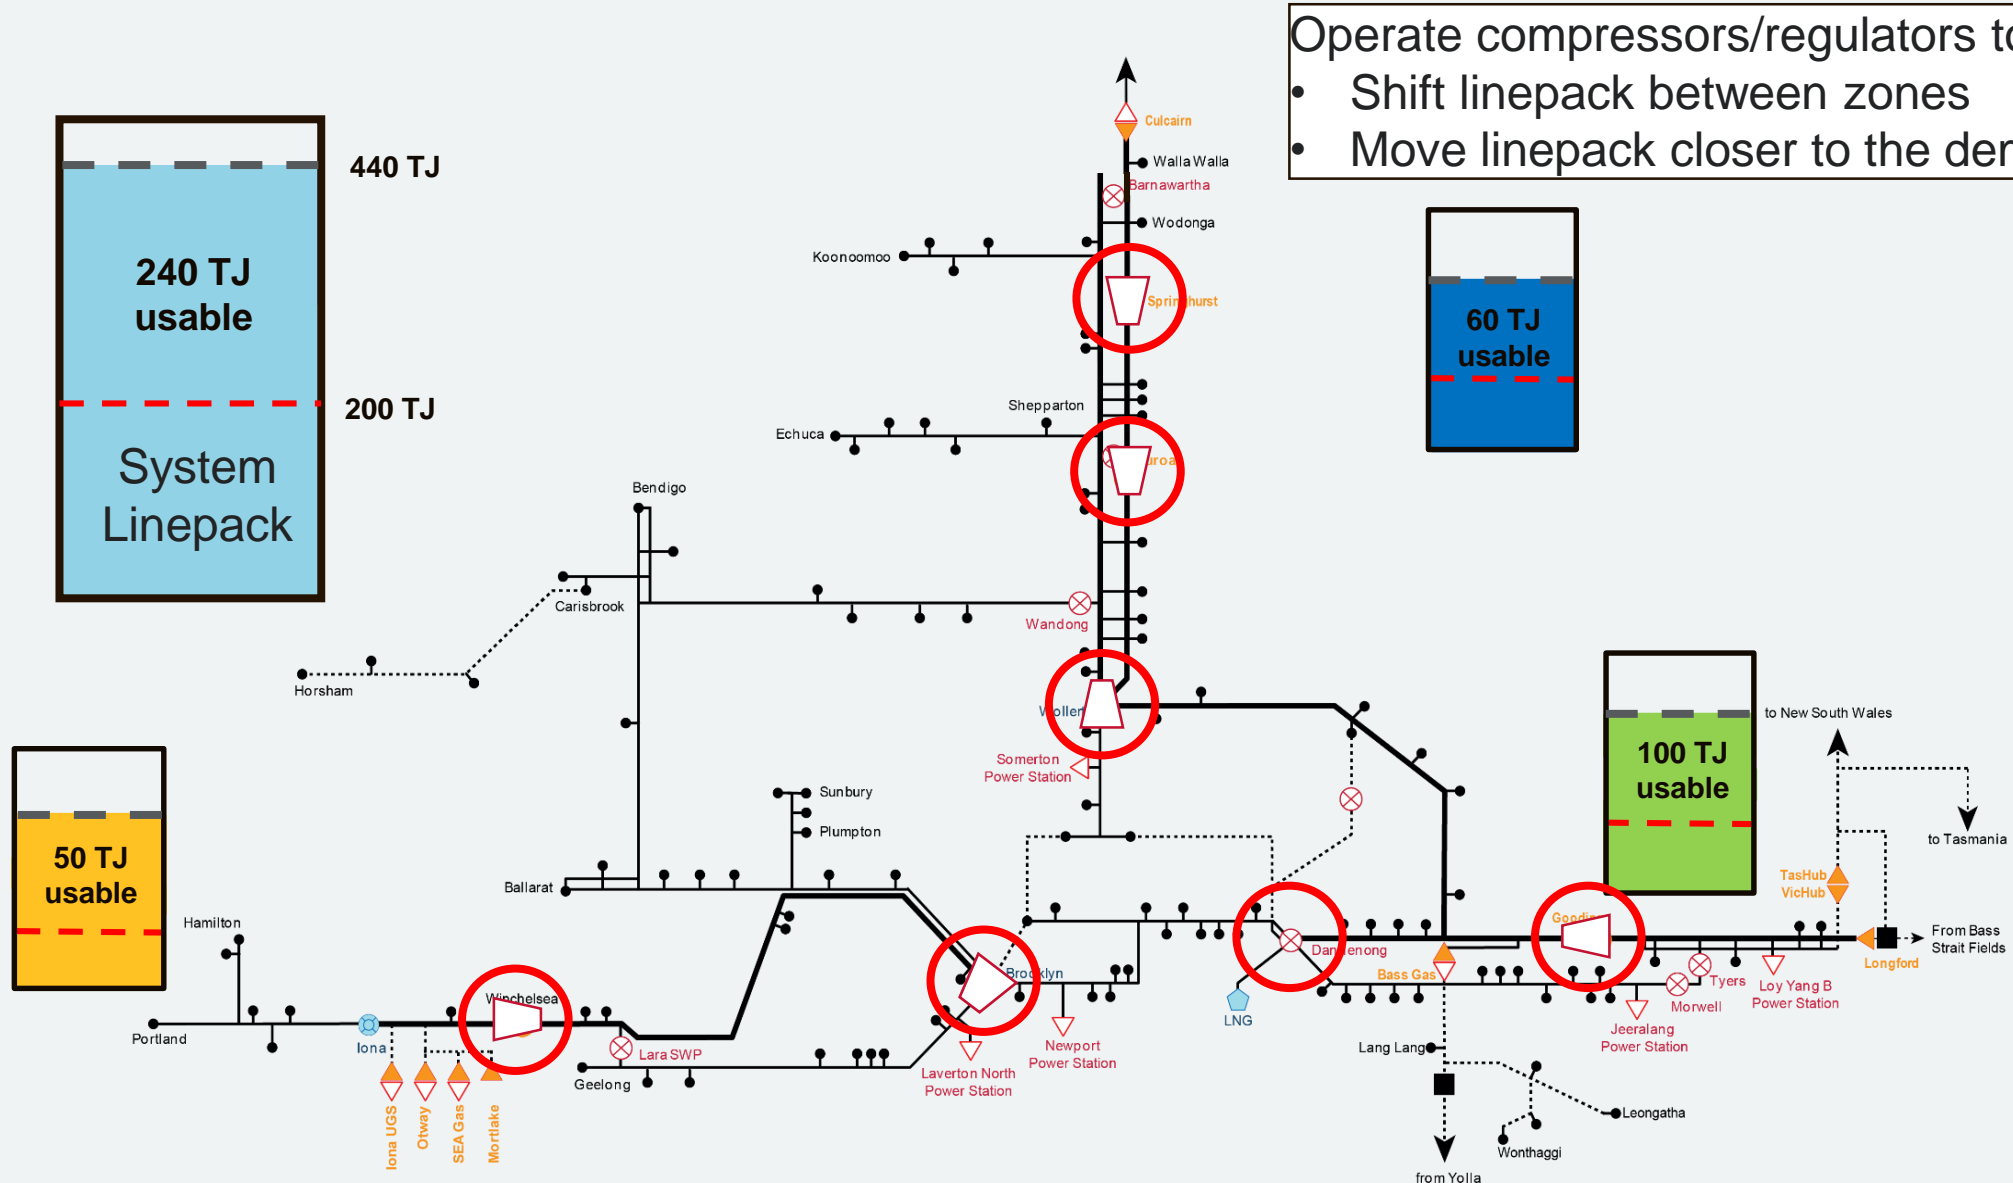 Operate compressors/regulators to
• Shift linepack between zones
• Move linepack closer to the
440 TJ
240 TJ
usable
200 TJ
System
Linepack
Culcairn
Walla Walla
Barnawartha
Wodonga
Koonoomoo
Springhurst
60 TJ
usable
Shepparton
Echuca
Bendigo
Carisbrook
Wandong
Horsham
Wollert
Somerton
Power Station
100 TJ
usable
to New South Wales
to Tasmania
Sunbury
Plumpton
50 TJ
usable
Ballarat
TasHub
VicHub
Hamilton
Gooding
Dandenong
From Bass
Strait Fields
Longford
Brooklyn
Bass Gas
Tyers
Morwell
Loy Yang B
Power Station
Winchelsea
LNG
Jeeralang
Power Station
Portland
Iona
Lara SWP
Newport
Power Station
Lang Lang
Geelong
Laverton North
Power Station
Iona UGS
Otway
SEA Gas
Mortlake
Leongatha
Wonthaggi
from Yolla